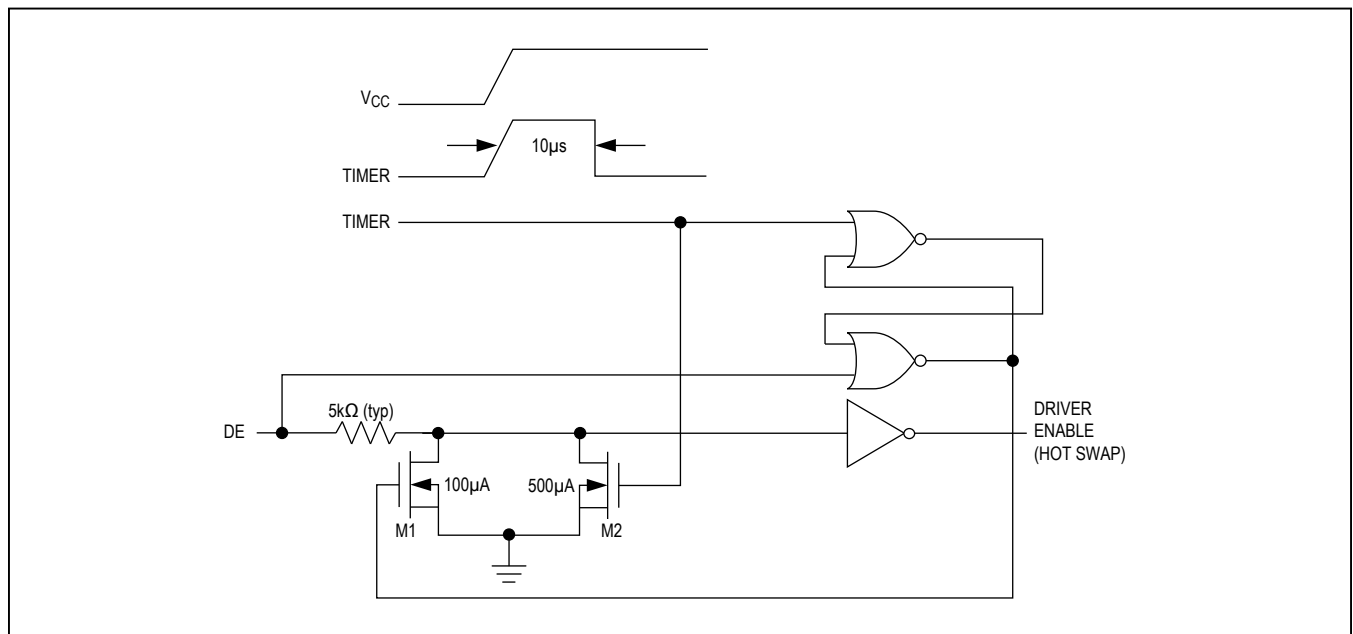 VCC
10µs
TIMER
TIMER
5kΩ (typ)
DE
100µA
500µA
M1
M2
DRIVER
ENABLE
(HOT SWAP)